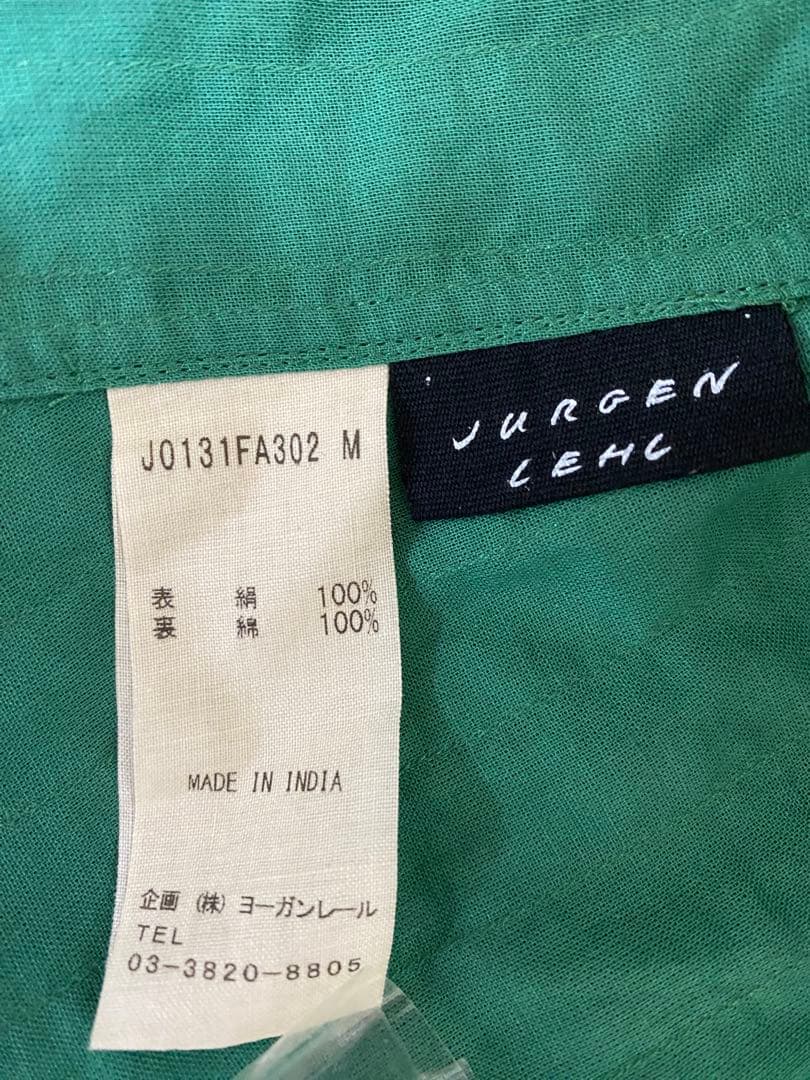 J0131FA302 M
表 絹 100%
裏 綿 100%
MADE IN INDIA
企画 (株) ヨーガンレール
TEL
03-3820-8805
JURGEN
LEHL